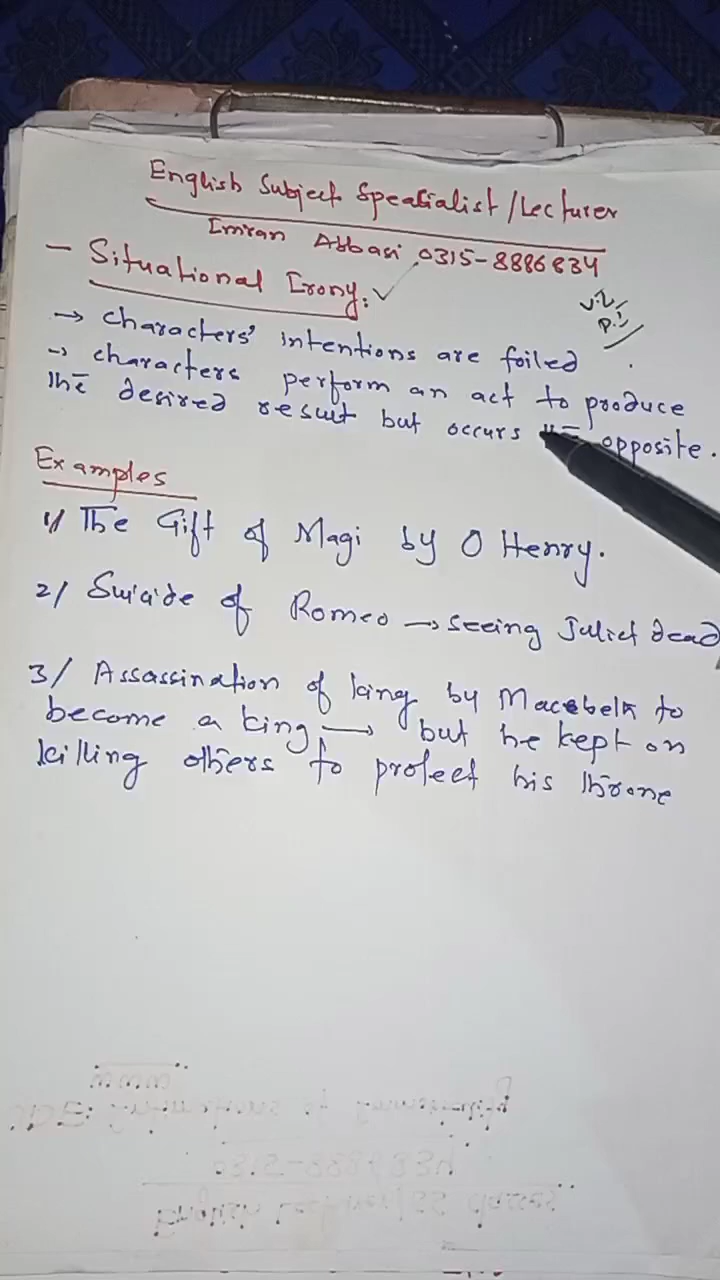 English Subject Specialist/Lecturer
Imran Abbasi 0315-8886834
- Situational Irony:✓
V.I
P.I
→ characters' intentions are foiled.
→ characters perform an act to produce
the desired result but occurs the opposite.
Examples
1/ The Gift of Magi by O Henry.
2/ Suicide of Romeo → seeing Juliet dead
3/ Assassination of king by Macebeth to
become a king → but he kept on
killing others to protect his throne